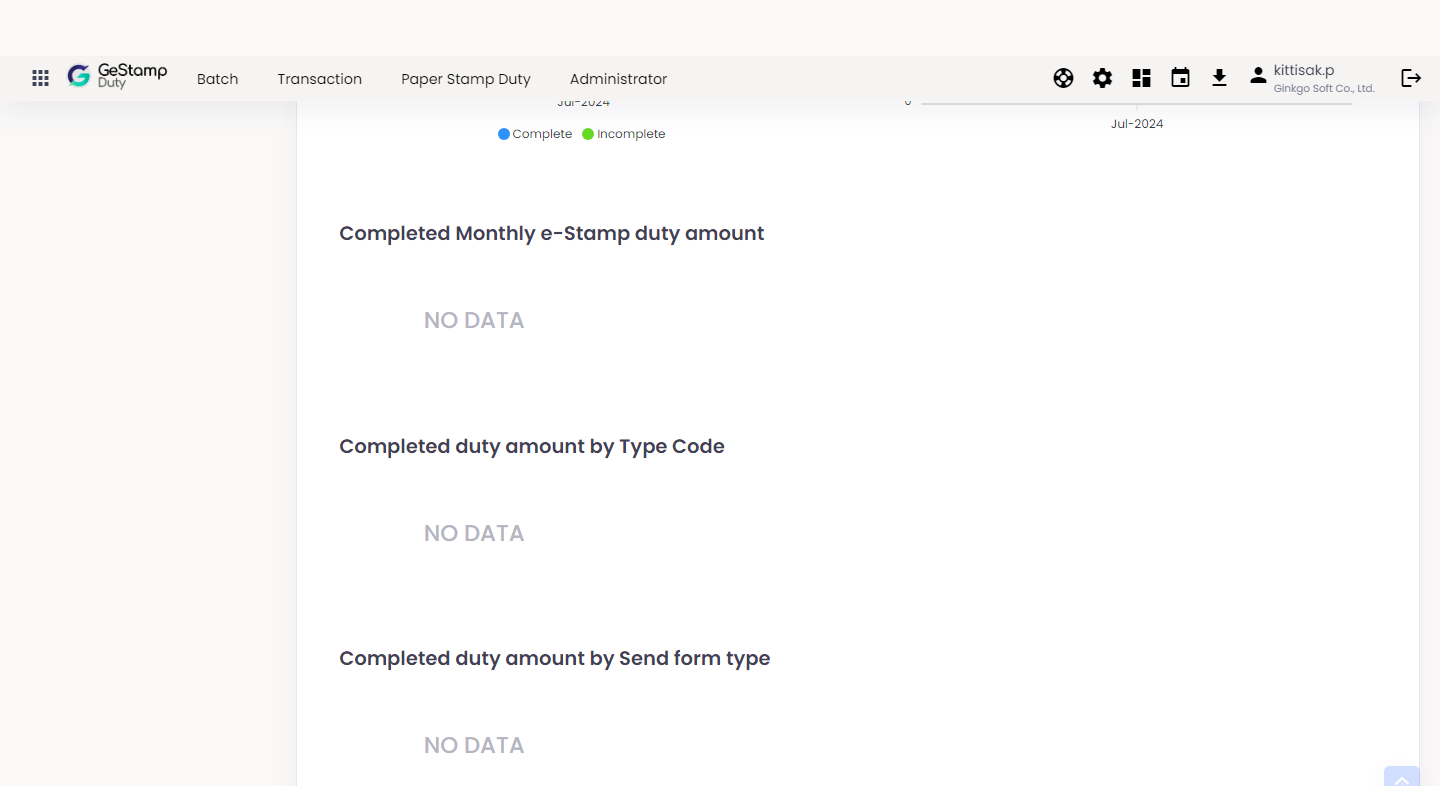 GeStamp
Duty
Batch
Transaction
Paper Stamp Duty
Administrator
kittisak.p
Ginkgo Soft Co., Ltd.
Jul-2024
0
Complete
Incomplete
Jul-2024
Completed Monthly e-Stamp duty amount
NO DATA
Completed duty amount by Type Code
NO DATA
Completed duty amount by Send form type
NO DATA